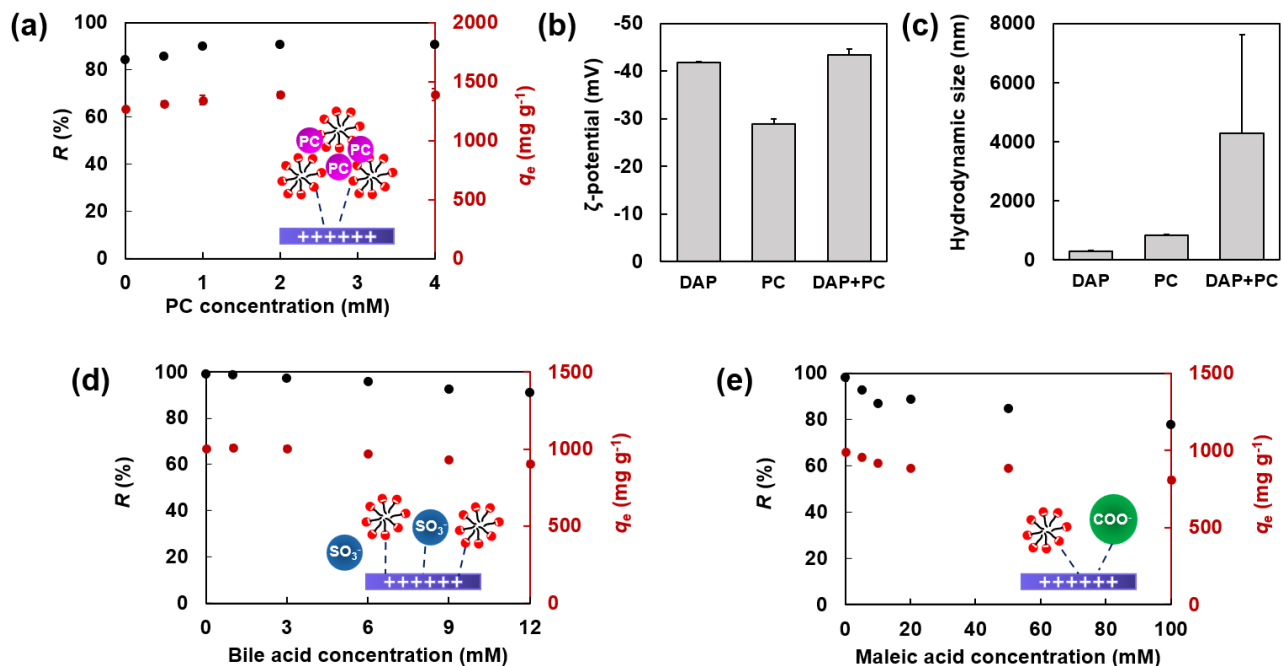 (a)
100
80
60
40
20
0
R (%)
2000
1500
1000
500
0
qe (mg g-1)
PC
PC
PC
++++++
0 1 2 3 4
PC concentration (mM)
(b)
-50
-40
-30
-20
-10
0
ζ-potential (mV)
DAP PC DAP+PC
(c)
8000
6000
4000
2000
0
Hydrodynamic size (nm)
DAP PC DAP+PC
(d)
100
80
60
40
20
0
R (%)
1500
1000
500
0
qe (mg g-1)
SO3-
SO3-
++++++
0 3 6 9 12
Bile acid concentration (mM)
(e)
100
80
60
40
20
0
R (%)
1500
1000
500
0
qe (mg g-1)
COO-
++++++
0 20 40 60 80 100
Maleic acid concentration (mM)